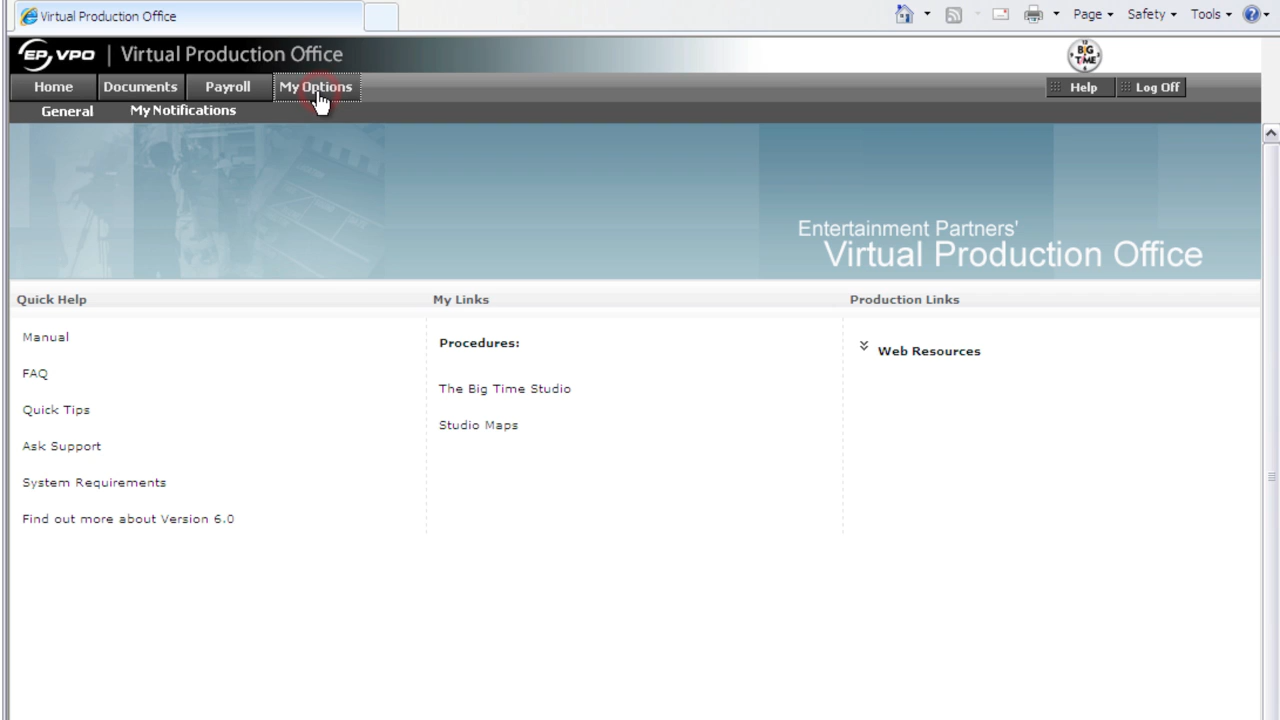 Virtual Production Office
Page Safety Tools
EP VPO | Virtual Production Office
BIG TIME
Home Documents Payroll My Options Help Log Off
General My Notifications
Entertainment Partners'
Virtual Production Office
Quick Help My Links Production Links
Manual Procedures: Web Resources
FAQ The Big Time Studio
Quick Tips Studio Maps
Ask Support
System Requirements
Find out more about Version 6.0